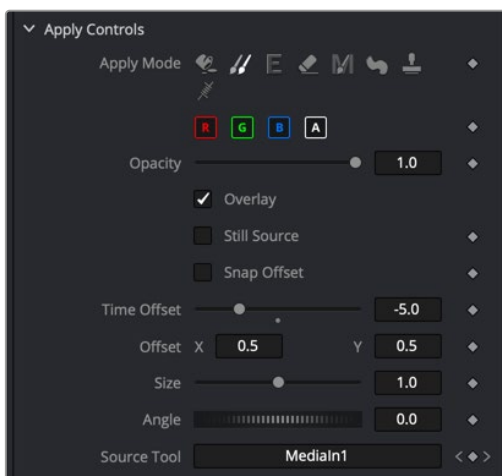 Apply Controls
Apply Mode
R G B A
Opacity 1.0
Overlay
Still Source
Snap Offset
Time Offset -5.0
Offset X 0.5 Y 0.5
Size 1.0
Angle 0.0
Source Tool MediaIn1